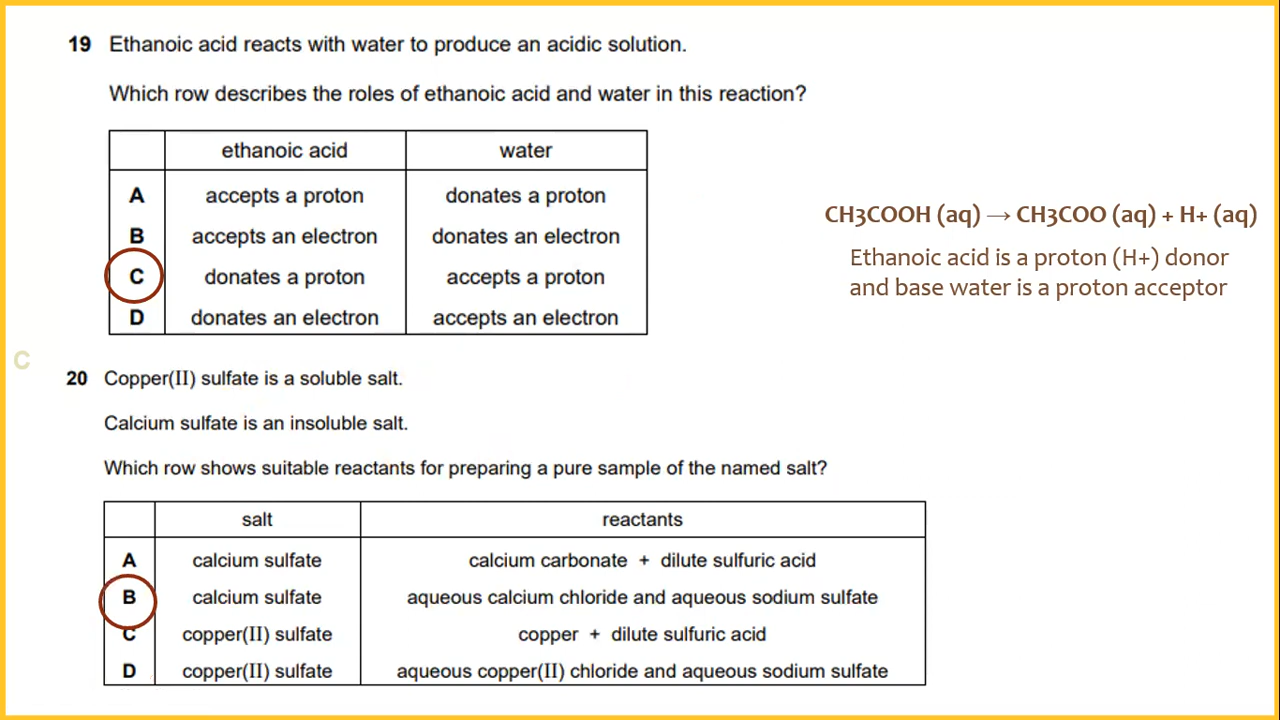 19 Ethanoic acid reacts with water to produce an acidic solution.
Which row describes the roles of ethanoic acid and water in this reaction?
ethanoic acid water
A accepts a proton donates a proton
B accepts an electron donates an electron
C donates a proton accepts a proton
D donates an electron accepts an electron
CH3COOH (aq) → CH3COO (aq) + H+ (aq)
Ethanoic acid is a proton (H+) donor
and base water is a proton acceptor
C
20 Copper(II) sulfate is a soluble salt.
Calcium sulfate is an insoluble salt.
Which row shows suitable reactants for preparing a pure sample of the named salt?
salt reactants
A calcium sulfate calcium carbonate + dilute sulfuric acid
B calcium sulfate aqueous calcium chloride and aqueous sodium sulfate
C copper(II) sulfate copper + dilute sulfuric acid
D copper(II) sulfate aqueous copper(II) chloride and aqueous sodium sulfate